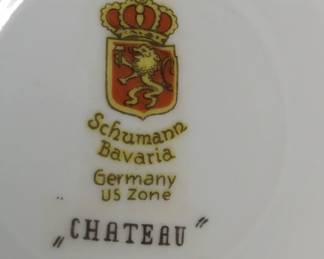 Schumann
Bavaria
Germany
US Zone
„CHATEAU"